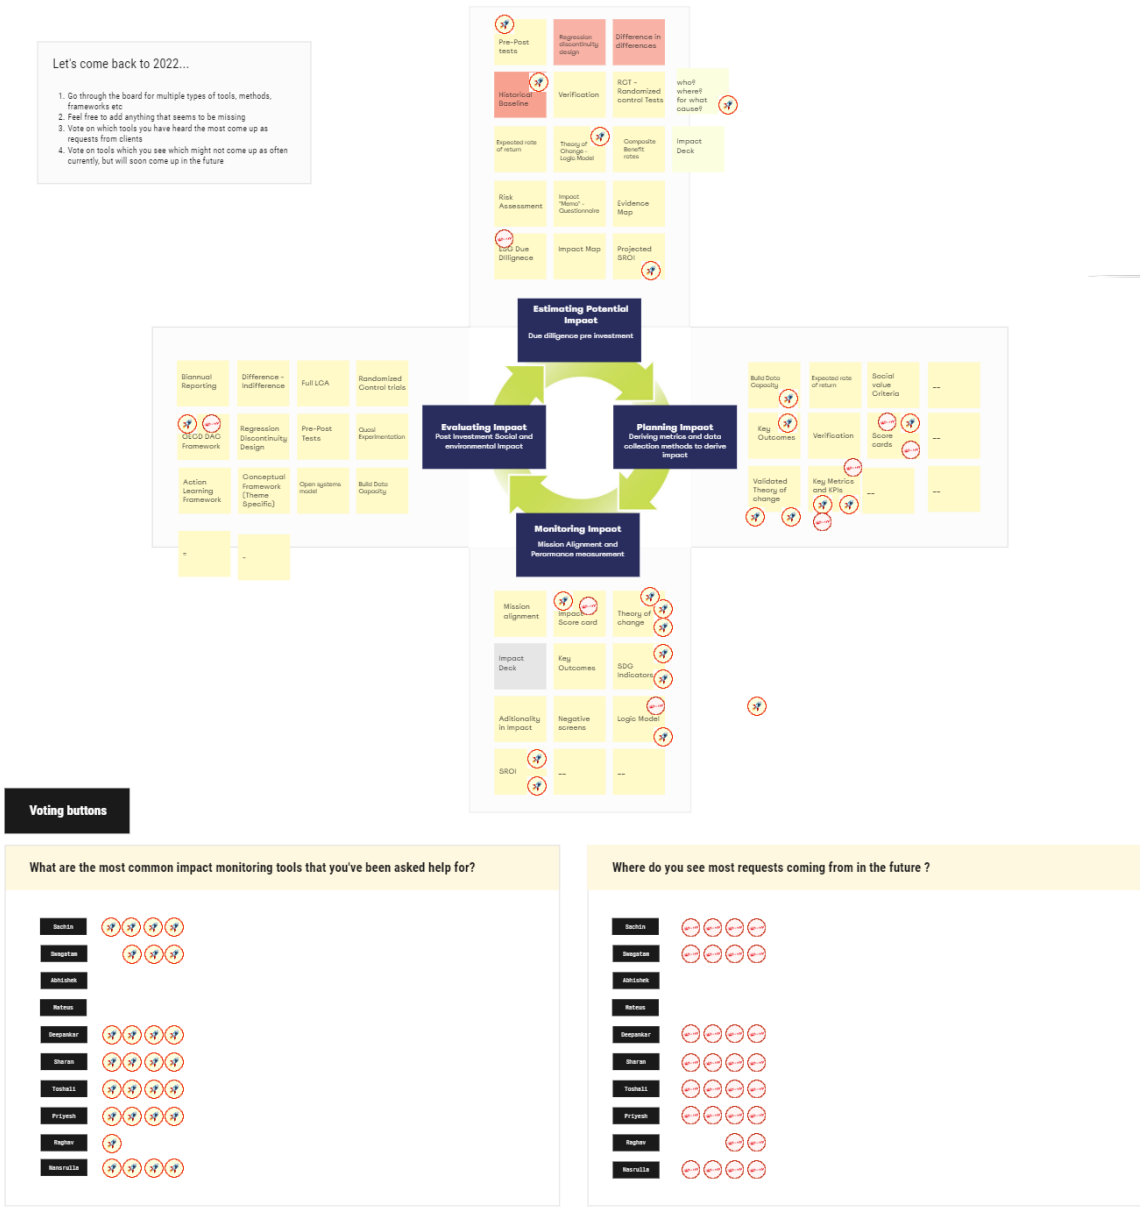 Let's come back to 2022...
1. Go through the board for multiple types of tools, methods,
frameworks etc
2. Feel free to add anything that seems to be missing
3. Vote on which tools you have heard the most come up as
requests from clients
4. Vote on tools which you see which might not come up as often
currently, but will soon come up in the future
Pre-Post
tests
Regression
discontinuity
design
Difference in
differences
Historical
Baseline
Verification
RCT -
Randomized
control Tests
who?
where?
for what
cause?
Expected rate
of return
Theory of
Change -
Logic Model
Composite
Benefit
rates
Impact
Deck
Risk
Assessment
Impact
"Memo" -
Questionnaire
Evidence
Map
ESG Due
Dilignece
Impact Map
Projected
SROI
Estimating Potential
Impact
Due dilligence pre investment
Evaluating Impact
Post Investment Social and
environmental Impact
Planning Impact
Deriving metrics and data
collection methods to derive
impact
Monitoring Impact
Mission Alignment and
Perormance measurement
Biannual
Reporting
Difference -
Indifference
Full LCA
Randomized
Control trials
OECD DAC
Framework
Regression
Discontinuity
Design
Pre-Post
Tests
Quasi
Experimentation
Action
Learning
Framework
Conceptual
Framework
(Theme
Specific)
Open systems
model
Build Data
Capacity
-
Build Data
Capacity
Expected rate
of return
Social
value
Criteria
--
Key
Outcomes
Verification
Score
cards
--
Validated
Theory of
change
Key Metrics
and KPIs
--
--
Mission
alignment
Impact
Score card
Theory of
change
Impact
Deck
Key
Outcomes
SDG
Indicators
Aditionality
in Impact
Negative
screens
Logic Model
SROI
--
--
Voting buttons
What are the most common impact monitoring tools that you've been asked help for?
Sachin
Swagatam
Abhishek
Mateus
Deepankar
Sharan
Toshali
Priyesh
Raghav
Nansrulla
Where do you see most requests coming from in the future ?
Sachin
Swagatam
Abhishek
Mateus
Deepankar
Sharan
Toshali
Priyesh
Raghav
Nasrulla